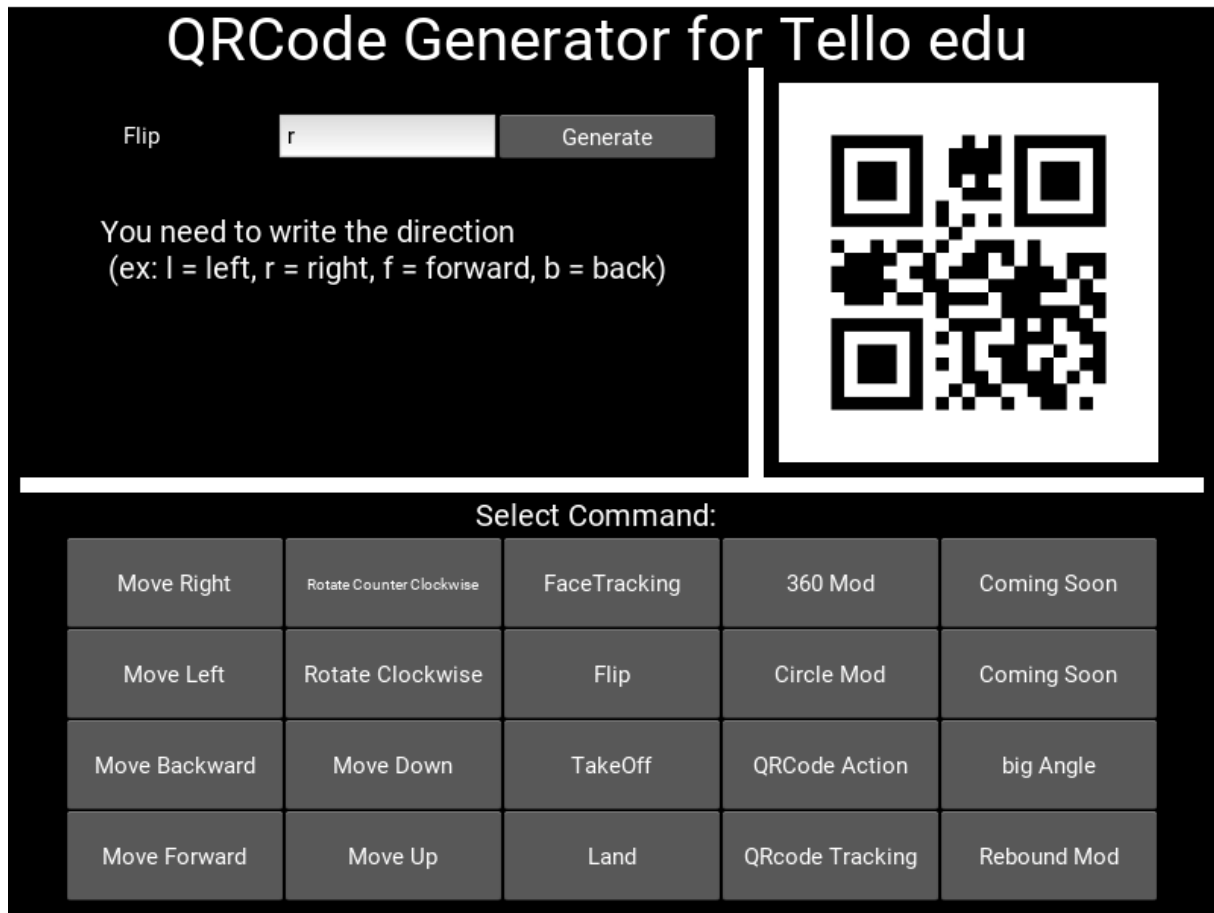 QRCode Generator for Tello edu
Flip r Generate
You need to write the direction
(ex: l = left, r = right, f = forward, b = back)
Select Command:
Move Right Rotate Counter Clockwise FaceTracking 360 Mod Coming Soon
Move Left Rotate Clockwise Flip Circle Mod Coming Soon
Move Backward Move Down TakeOff QRCode Action big Angle
Move Forward Move Up Land QRcode Tracking Rebound Mod